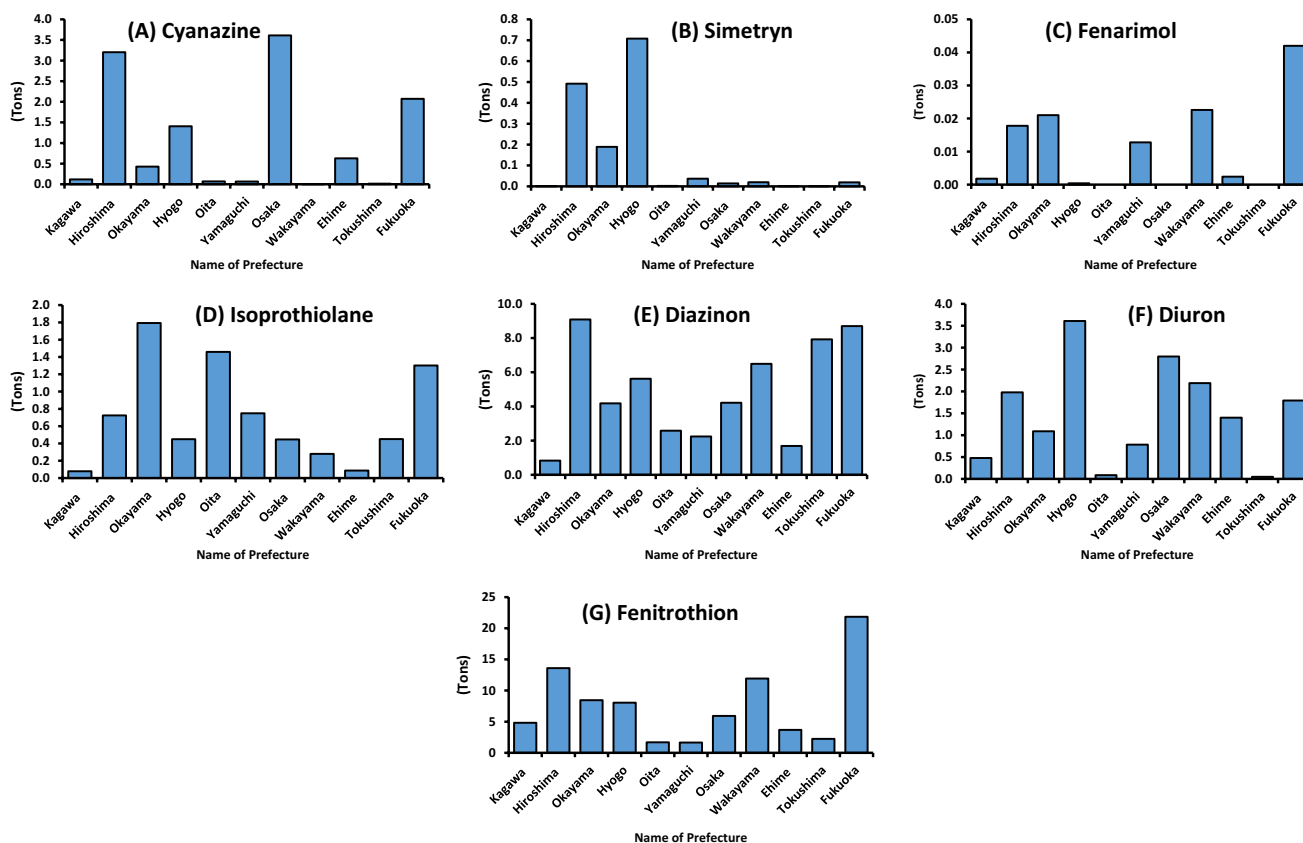 (A) Cyanazine
(Tons)
4.0
3.5
3.0
2.5
2.0
1.5
1.0
0.5
0.0
Kagawa
Hiroshima
Okayama
Hyogo
Oita
Yamaguchi
Osaka
Wakayama
Ehime
Tokushima
Fukuoka
Name of Prefecture
(B) Simetryn
(Tons)
0.8
0.7
0.6
0.5
0.4
0.3
0.2
0.1
0.0
Kagawa
Hiroshima
Okayama
Hyogo
Oita
Yamaguchi
Osaka
Wakayama
Ehime
Tokushima
Fukuoka
Name of Prefecture
(C) Fenarimol
(Tons)
0.05
0.04
0.03
0.02
0.01
0.00
Kagawa
Hiroshima
Okayama
Hyogo
Oita
Yamaguchi
Osaka
Wakayama
Ehime
Tokushima
Fukuoka
Name of Prefecture
(D) Isoprothiolane
(Tons)
2.0
1.8
1.6
1.4
1.2
1.0
0.8
0.6
0.4
0.2
0.0
Kagawa
Hiroshima
Okayama
Hyogo
Oita
Yamaguchi
Osaka
Wakayama
Ehime
Tokushima
Fukuoka
Name of Prefecture
(E) Diazinon
(Tons)
10.0
8.0
6.0
4.0
2.0
0.0
Kagawa
Hiroshima
Okayama
Hyogo
Oita
Yamaguchi
Osaka
Wakayama
Ehime
Tokushima
Fukuoka
Name of Prefecture
(F) Diuron
(Tons)
4.0
3.5
3.0
2.5
2.0
1.5
1.0
0.5
0.0
Kagawa
Hiroshima
Okayama
Hyogo
Oita
Yamaguchi
Osaka
Wakayama
Ehime
Tokushima
Fukuoka
Name of Prefecture
(G) Fenitrothion
(Tons)
25
20
15
10
5
0
Kagawa
Hiroshima
Okayama
Hyogo
Oita
Yamaguchi
Osaka
Wakayama
Ehime
Tokushima
Fukuoka
Name of Prefecture